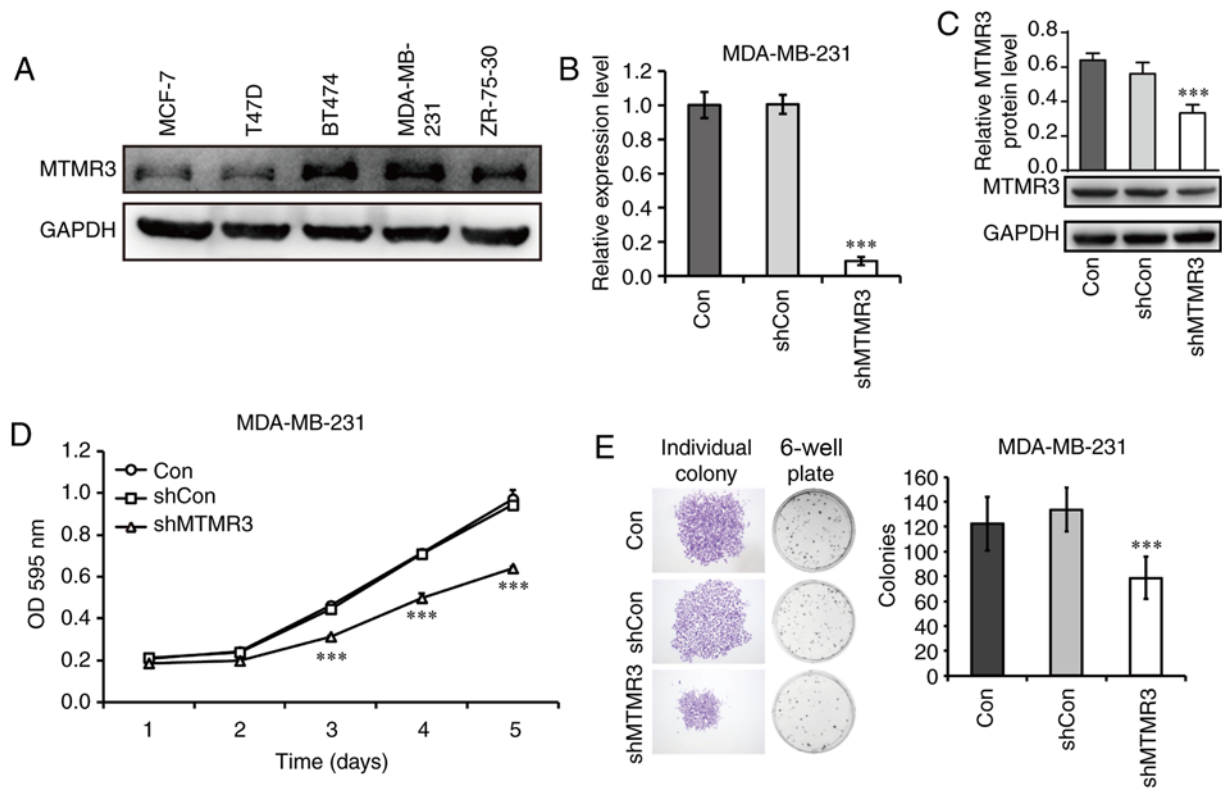 A
MCF-7
T47D
BT474
MDA-MB-
231
ZR-75-30
MTMR3
GAPDH
B
MDA-MB-231
Relative expression level
1.2
1.0
0.8
0.6
0.4
0.2
0.0
***
Con
shCon
shMTMR3
C
Relative MTMR3
protein level
0.8
0.6
0.4
0.2
0.0
***
MTMR3
GAPDH
Con
shCon
shMTMR3
D
MDA-MB-231
OD 595 nm
1.2
1.0
0.8
0.6
0.4
0.2
0.0
Con
shCon
shMTMR3
***
***
***
1 2 3 4 5
Time (days)
E
Individual
colony
6-well
plate
Con
shCon
shMTMR3
MDA-MB-231
Colonies
160
140
120
100
80
60
40
20
0
***
Con
shCon
shMTMR3